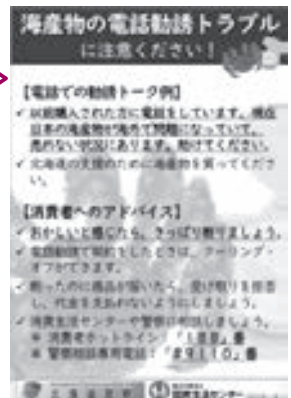 海産物の電話勧誘トラブル
に注意ください!
【電話での勧誘トーク例】
✓ 以前購入された方に電話をしています。現在
日本の海産物が海外で問題になっていて、
売れない状況にあります。助けてください。
✓ 北海道の支援のために海産物を買ってくださ
い。
【消費者へのアドバイス】
✓ おかしいと感じたら、きっぱり断りましょう。
✓ 電話勧誘で契約をしたときは、クーリング・
オフができます。
✓ 断ったのに商品が届いたら、受け取りを拒否
し、代金を支払わないようにしましょう。
✓ 消費生活センターや警察に相談しましょう。
※ 消費者ホットライン:「188」番
※ 警察相談専用電話:「#9110」番
国民生活センター